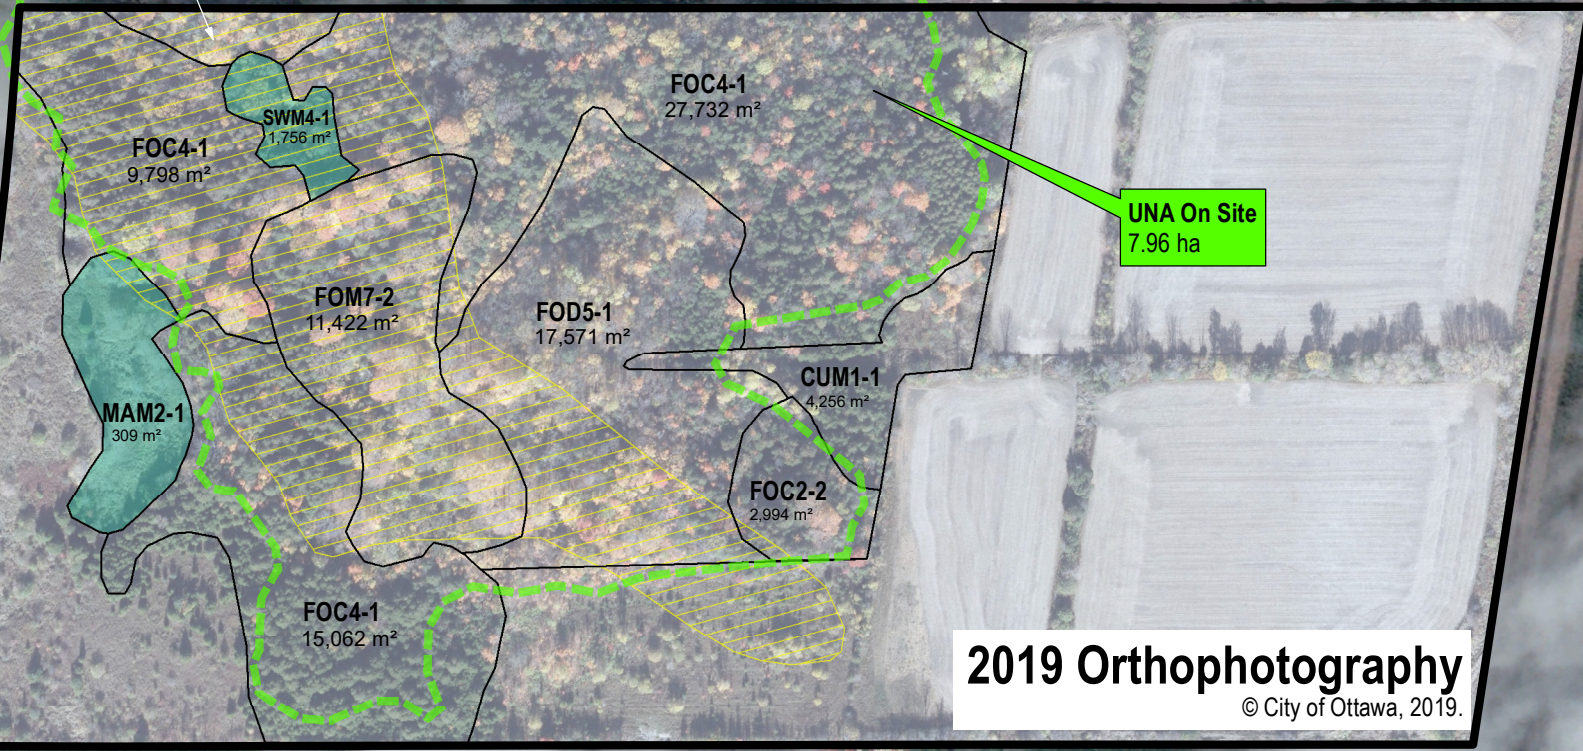 FOC4-1
27,732 m²
SWM4-1
1,756 m²
FOC4-1
9,798 m²
UNA On Site
7.96 ha
FOM7-2
11,422 m²
FOD5-1
17,571 m²
CUM1-1
4,256 m²
MAM2-1
309 m²
FOC2-2
2,994 m²
FOC4-1
15,062 m²
2019 Orthophotography
© City of Ottawa, 2019.